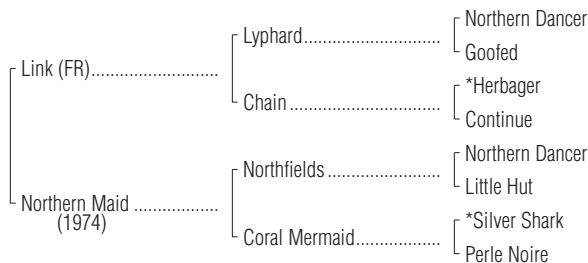 Northern Dancer
Lyphard
Goofed
Link (FR)
*Herbager
Chain
Continue
Northern Dancer
Northfields
Little Hut
Northern Maid
(1974)
*Silver Shark
Coral Mermaid
Perle Noire